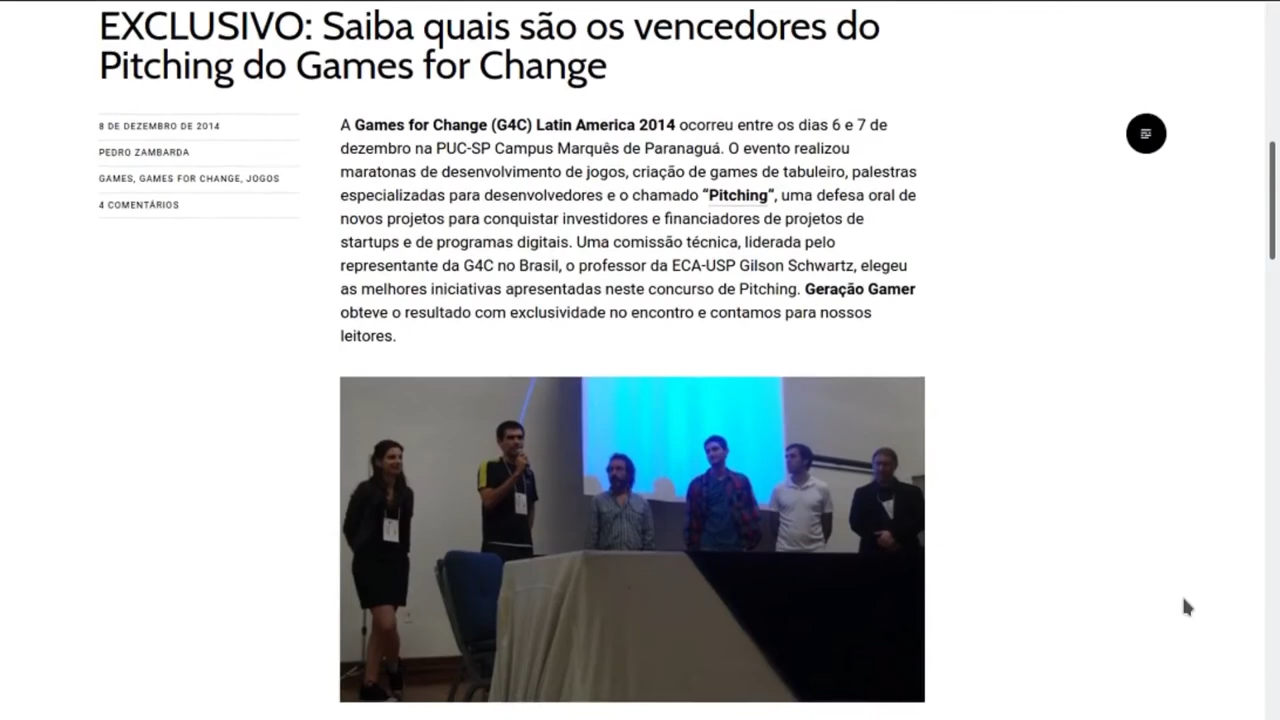 EXCLUSIVO: Saiba quais são os vencedores do
Pitching do Games for Change
8 DE DEZEMBRO DE 2014
PEDRO ZAMBARDA
GAMES, GAMES FOR CHANGE, JOGOS
4 COMENTÁRIOS
A Games for Change (G4C) Latin America 2014 ocorreu entre os dias 6 e 7 de
dezembro na PUC-SP Campus Marquês de Paranaguá. O evento realizou
maratonas de desenvolvimento de jogos, criação de games de tabuleiro, palestras
especializadas para desenvolvedores e o chamado “Pitching”, uma defesa oral de
novos projetos para conquistar investidores e financiadores de projetos de
startups e de programas digitais. Uma comissão técnica, liderada pelo
representante da G4C no Brasil, o professor da ECA-USP Gilson Schwartz, elegeu
as melhores iniciativas apresentadas neste concurso de Pitching. Geração Gamer
obteve o resultado com exclusividade no encontro e contamos para nossos
leitores.